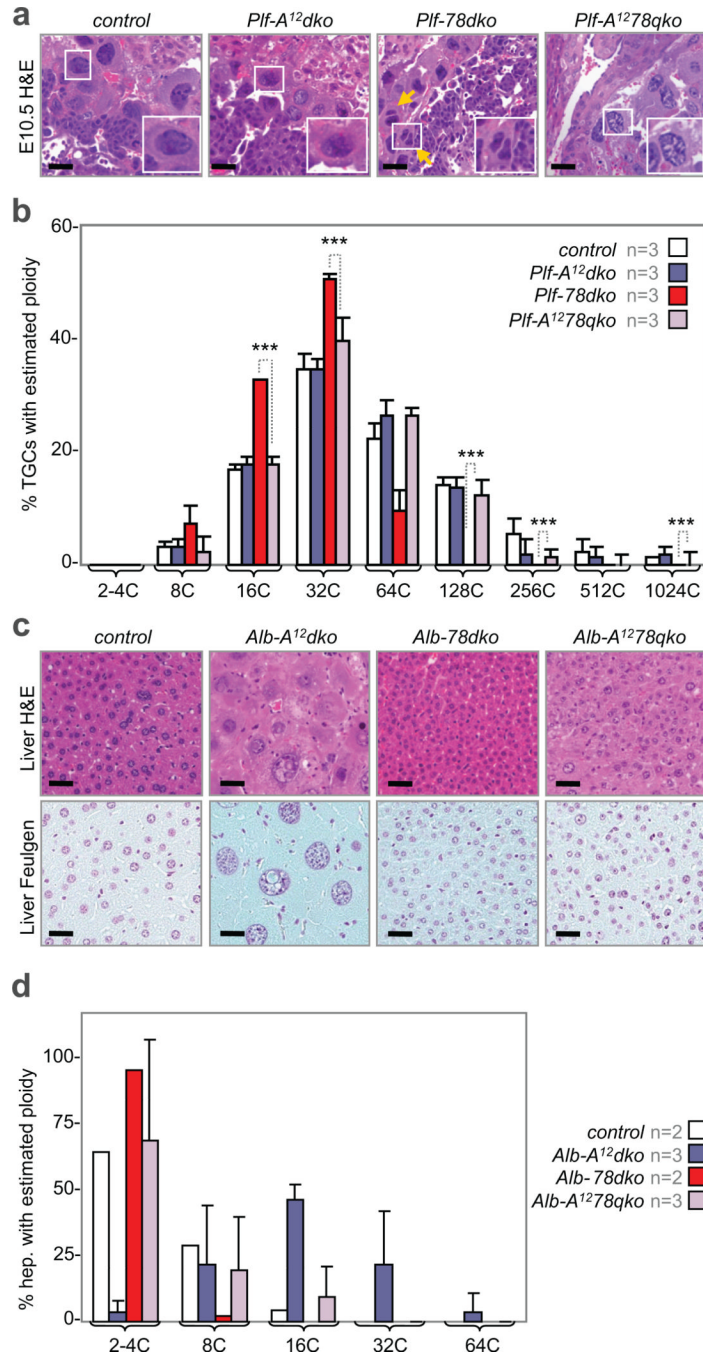 a
control Plf-A¹²dko Plf-78dko Plf-A¹²78qko
E10.5 H&E
b
60
40
20
0
% TGCs with estimated ploidy
*** *** *** *** ***
control n=3
Plf-A¹²dko n=3
Plf-78dko n=3
Plf-A¹²78qko n=3
2-4C 8C 16C 32C 64C 128C 256C 512C 1024C
c
control Alb-A¹²dko Alb-78dko Alb-A¹²78qko
Liver H&E
Liver Feulgen
d
100
75
50
25
0
% hep. with estimated ploidy
control n=2
Alb-A¹²dko n=3
Alb-78dko n=2
Alb-A¹²78qko n=3
2-4C 8C 16C 32C 64C